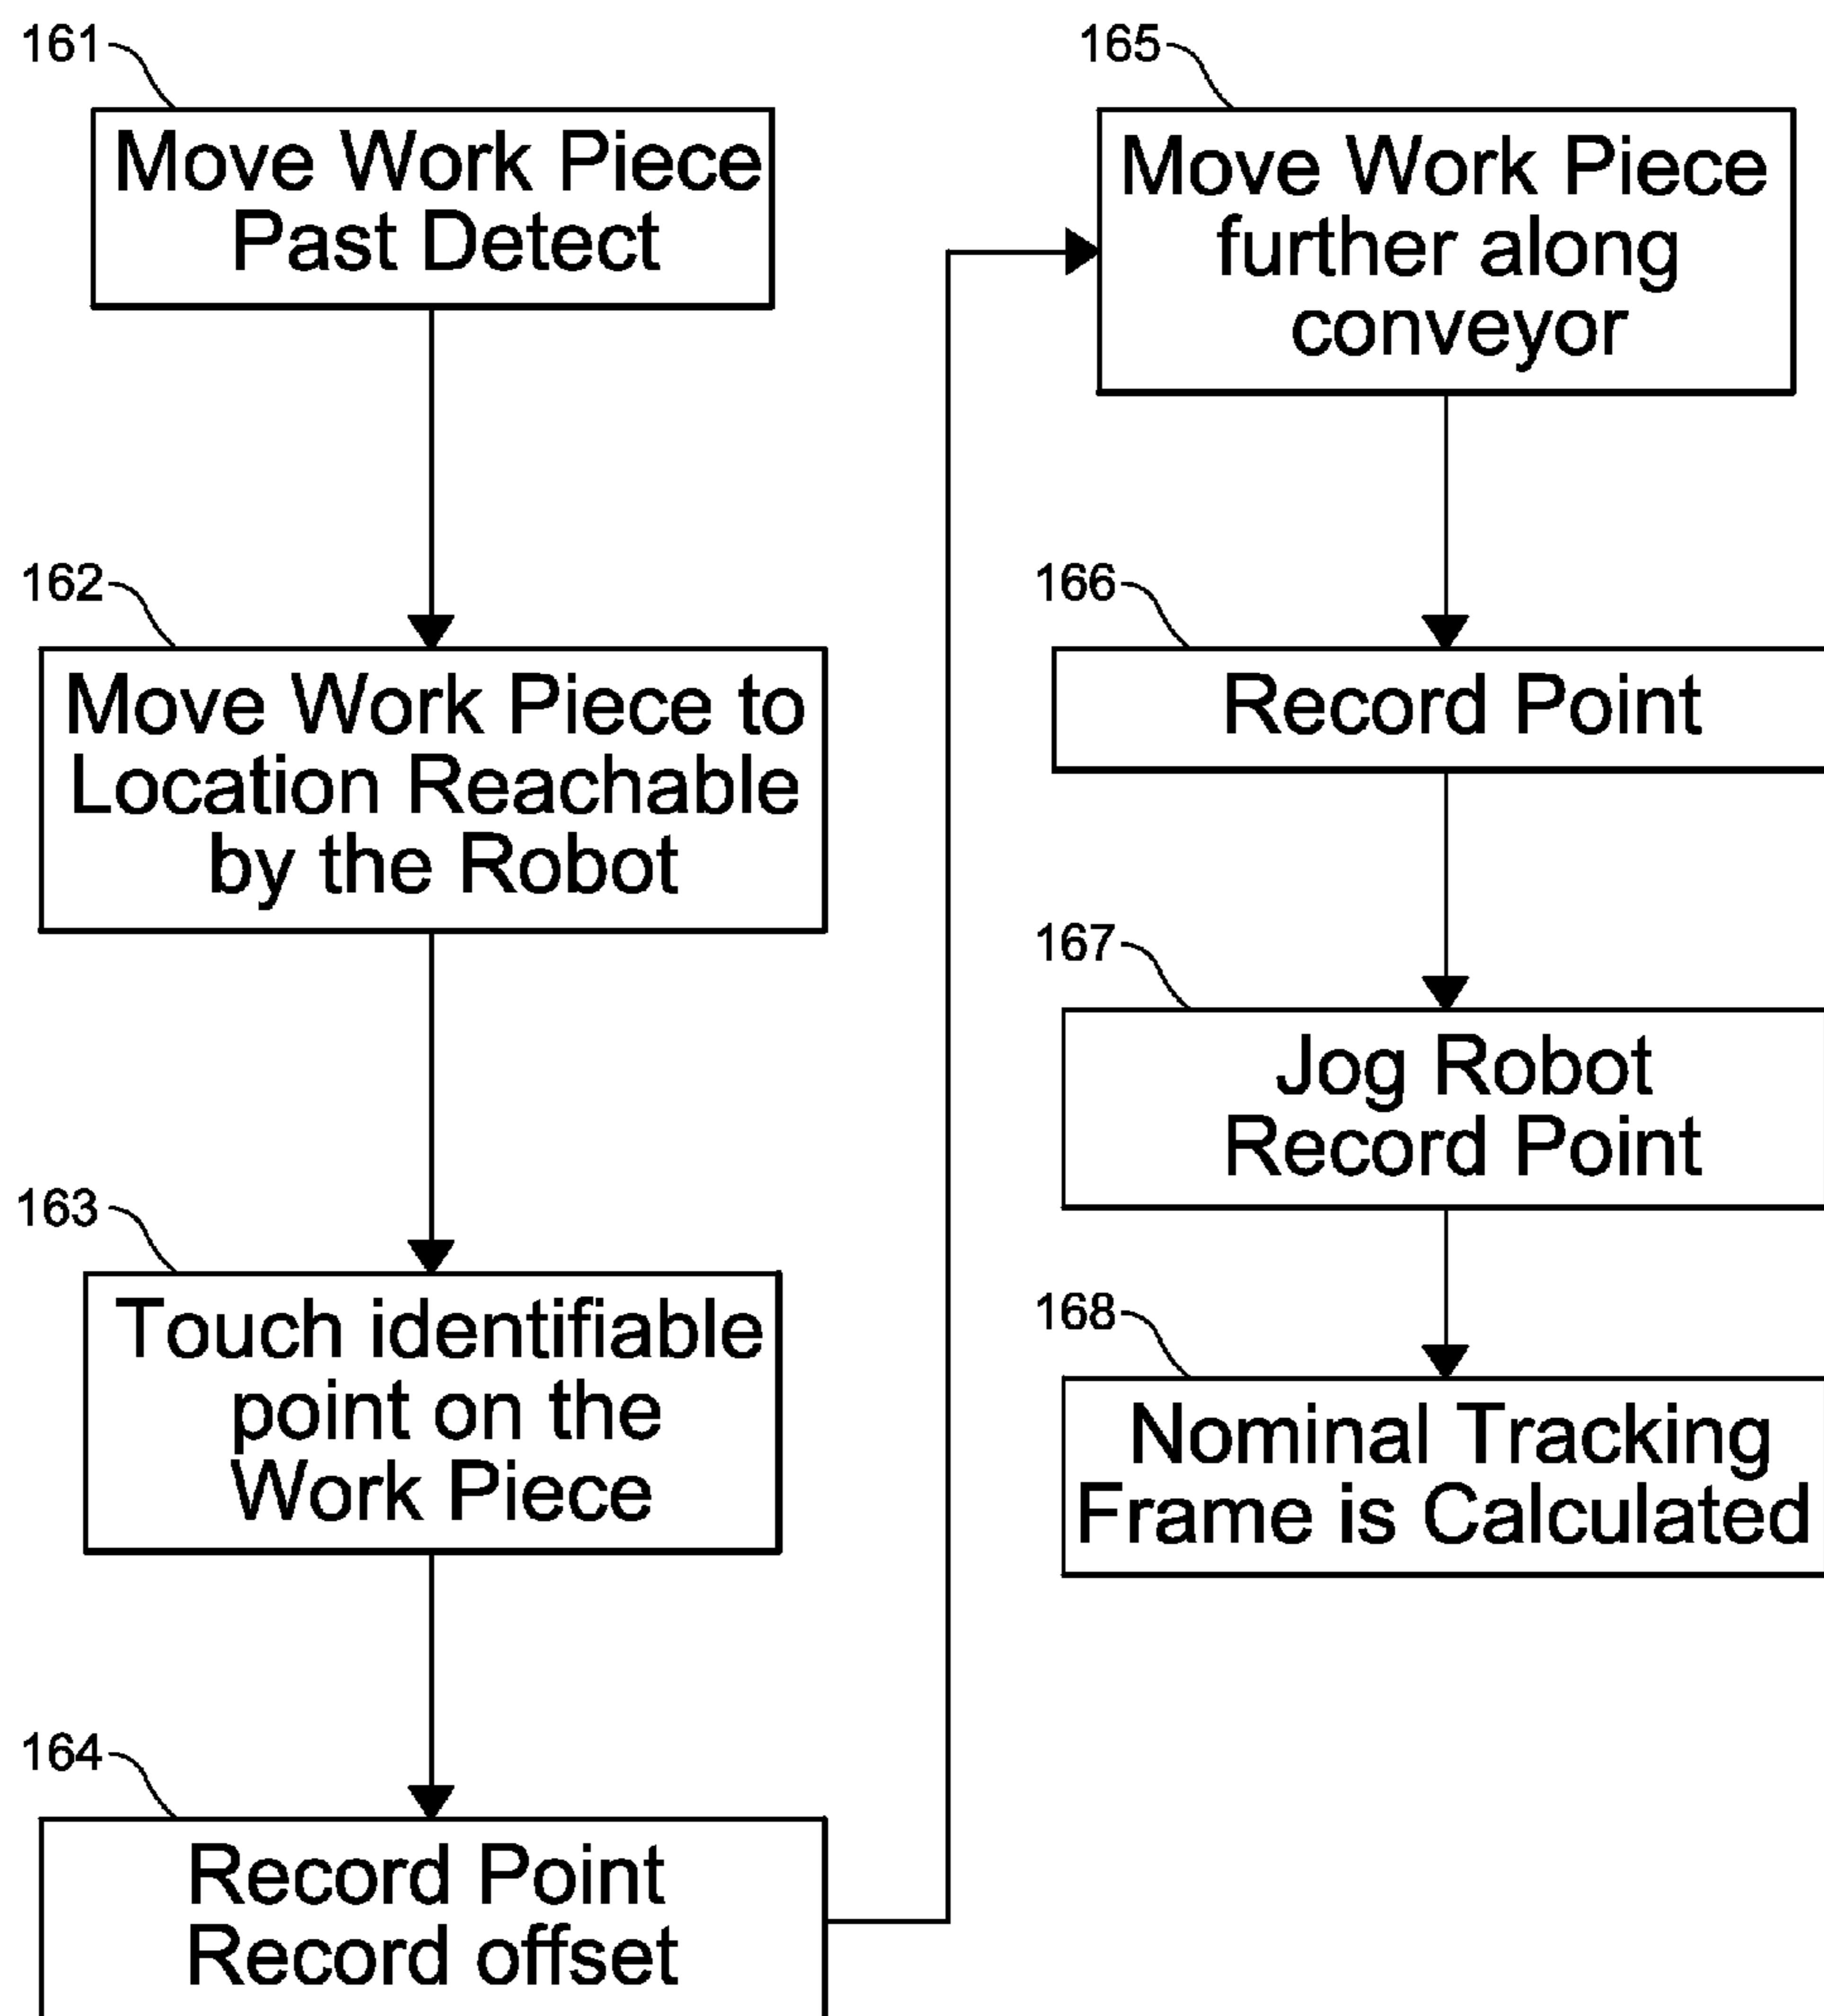 161
Move Work Piece
Past Detect
162
Move Work Piece to
Location Reachable
by the Robot
163
Touch identifiable
point on the
Work Piece
164
Record Point
Record offset
165
Move Work Piece
further along
conveyor
166
Record Point
167
Jog Robot
Record Point
168
Nominal Tracking
Frame is Calculated